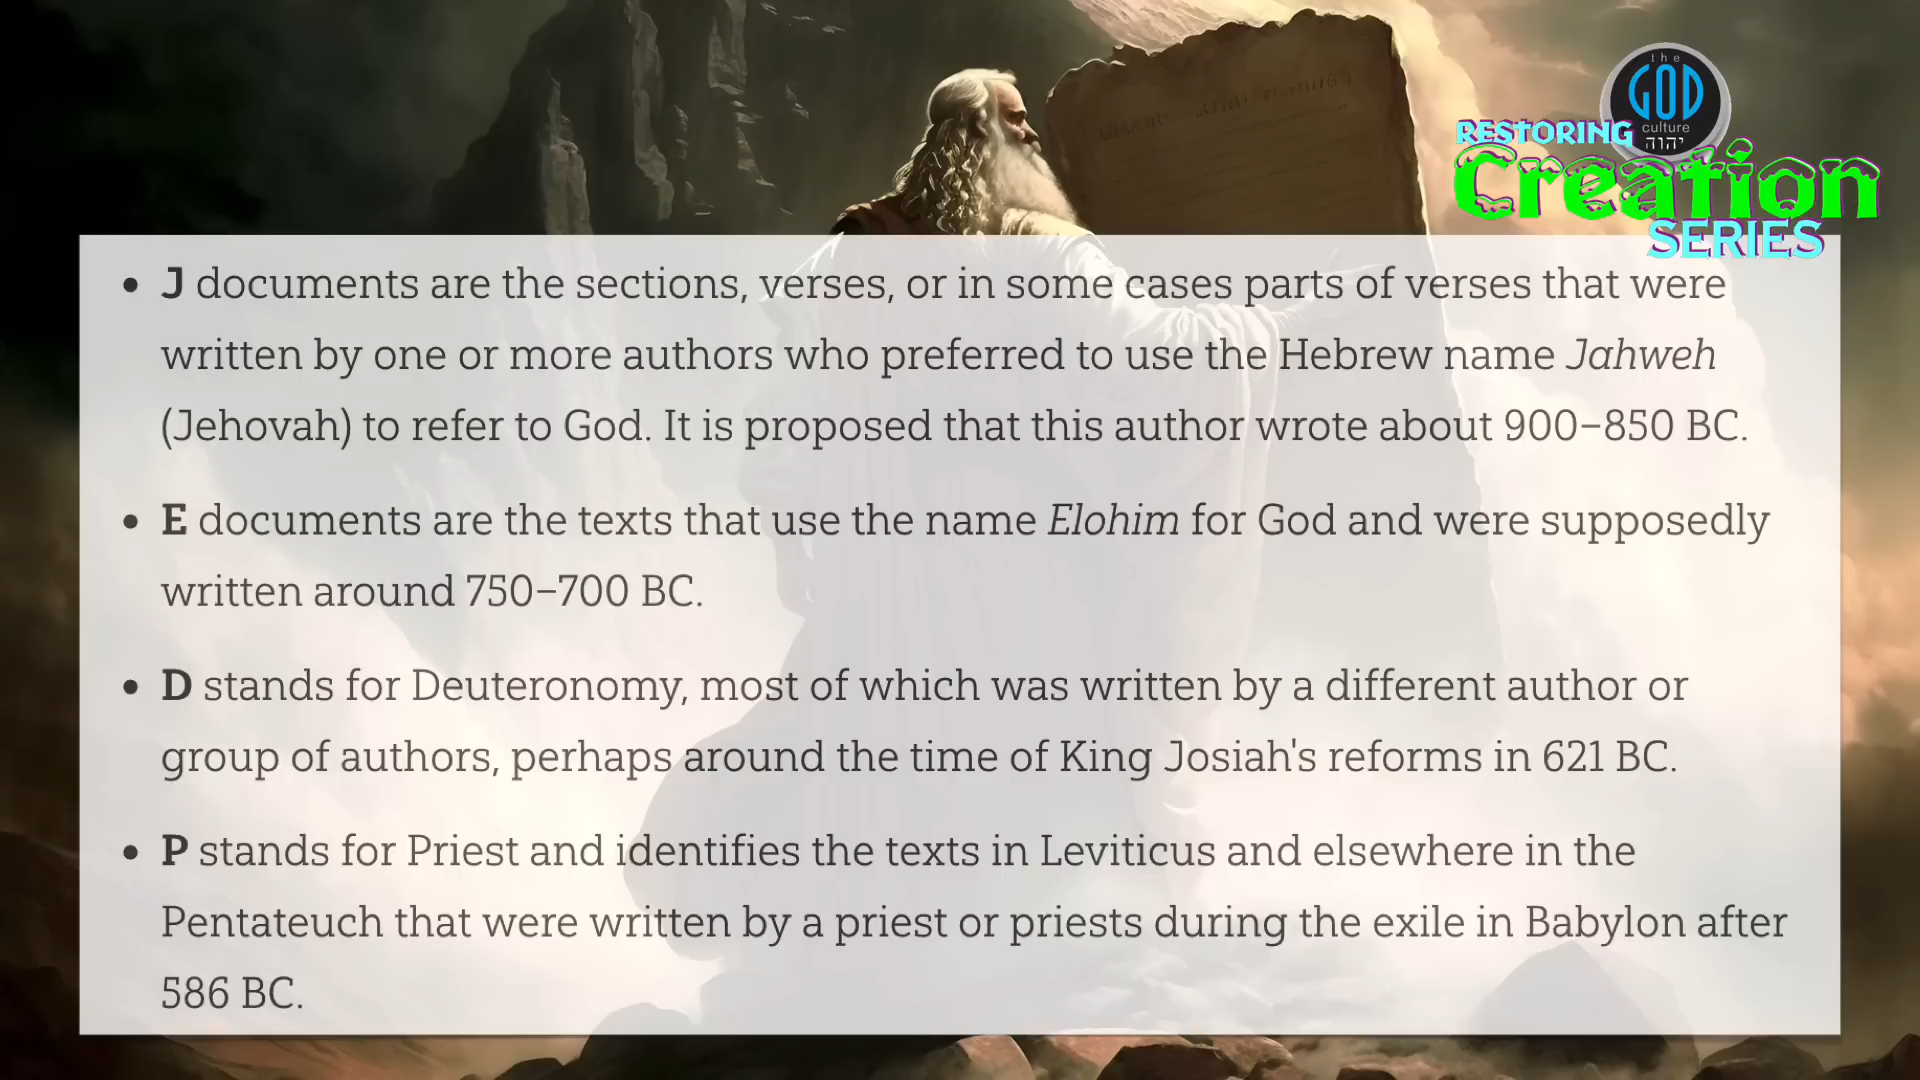 the
GOD
culture
יהוה
RESTORING
Creation
SERIES
• J documents are the sections, verses, or in some cases parts of verses that were
written by one or more authors who preferred to use the Hebrew name Jahweh
(Jehovah) to refer to God. It is proposed that this author wrote about 900–850 BC.
• E documents are the texts that use the name Elohim for God and were supposedly
written around 750–700 BC.
• D stands for Deuteronomy, most of which was written by a different author or
group of authors, perhaps around the time of King Josiah's reforms in 621 BC.
• P stands for Priest and identifies the texts in Leviticus and elsewhere in the
Pentateuch that were written by a priest or priests during the exile in Babylon after
586 BC.